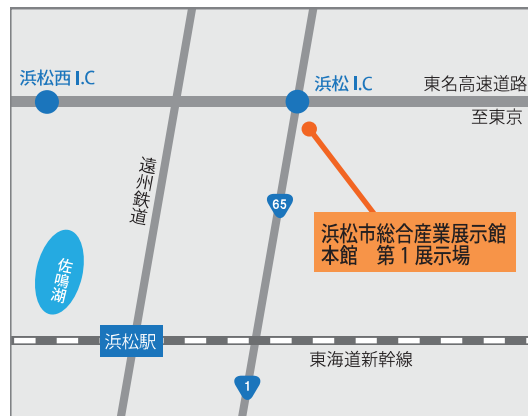 浜松西 I.C
浜松 I.C
東名高速道路
至東京
遠州鉄道
65
浜松市総合産業展示館
本館　第 1 展示場
佐鳴湖
浜松駅
東海道新幹線
1